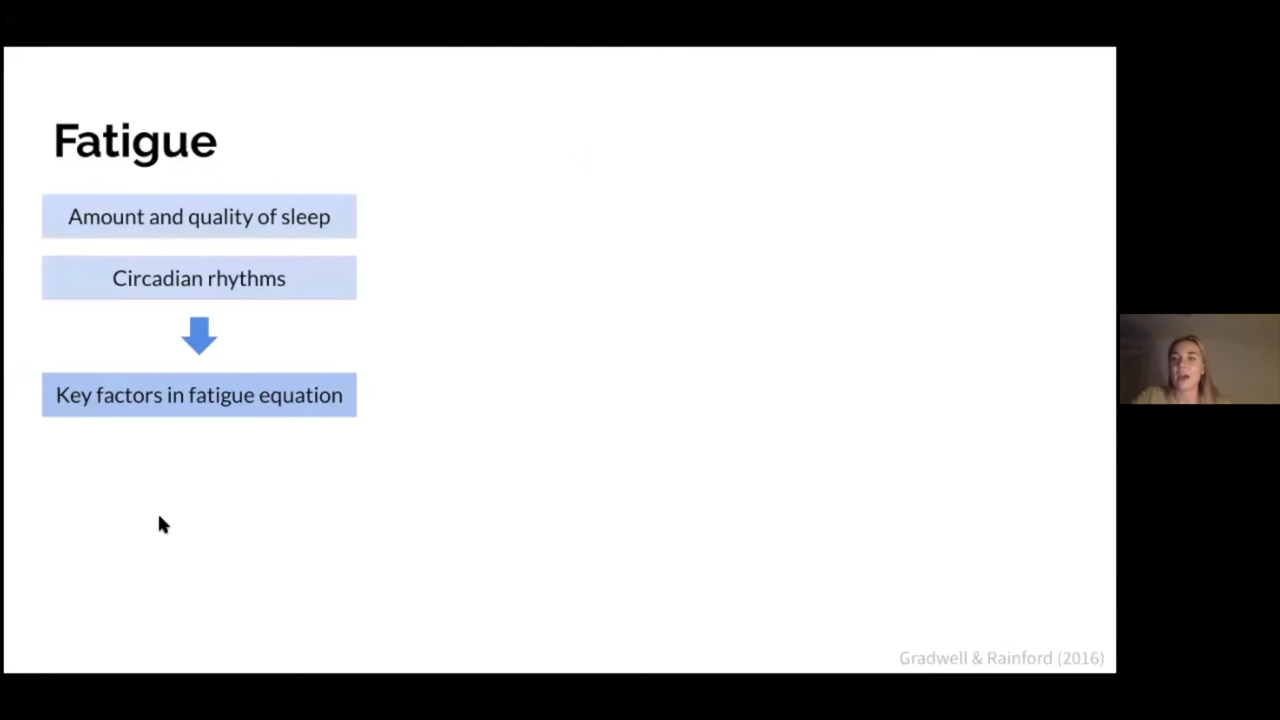 Fatigue
Amount and quality of sleep
Circadian rhythms
Key factors in fatigue equation
Gradwell & Rainford (2016)